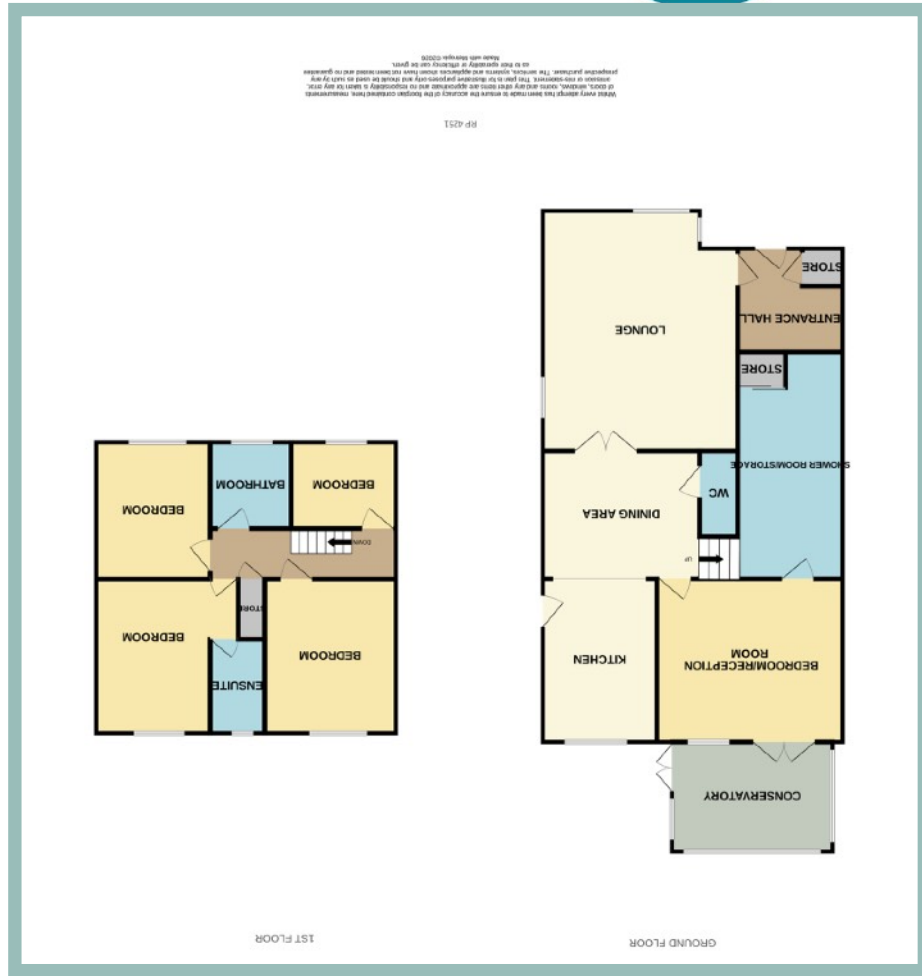 GROUND FLOOR
1ST FLOOR
CONSERVATORY
BEDROOM/RECEPTION
ROOM
KITCHEN
UP
DINING AREA
WC
SHOWER ROOM/STORAGE
STORE
LOUNGE
ENTRANCE HALL
STORE
BEDROOM
ENSUITE
BEDROOM
STORE
DOWN
BEDROOM
BATHROOM
BEDROOM
RP 4251
Whilst every attempt has been made to ensure the accuracy of the floorplan contained here, measurements
of doors, windows, rooms and any other items are approximate and no responsibility is taken for any error,
omission or mis-statement. This plan is for illustrative purposes only and should be used as such by any
prospective purchaser. The services, systems and appliances shown have not been tested and no guarantee
as to their operability or efficiency can be given.
Made with Metropix ©2026